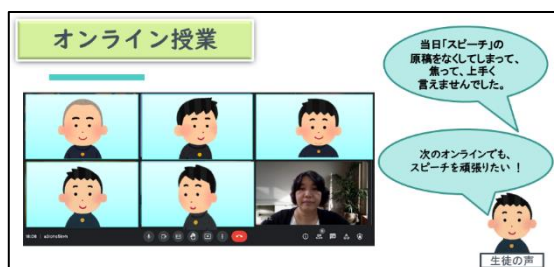 オンライン授業
当日「スピーチ」の
原稿をなくしてしまって、
焦って、上手く
言えませんでした。
次のオンラインでも、
スピーチを頑張りたい！
生徒の声